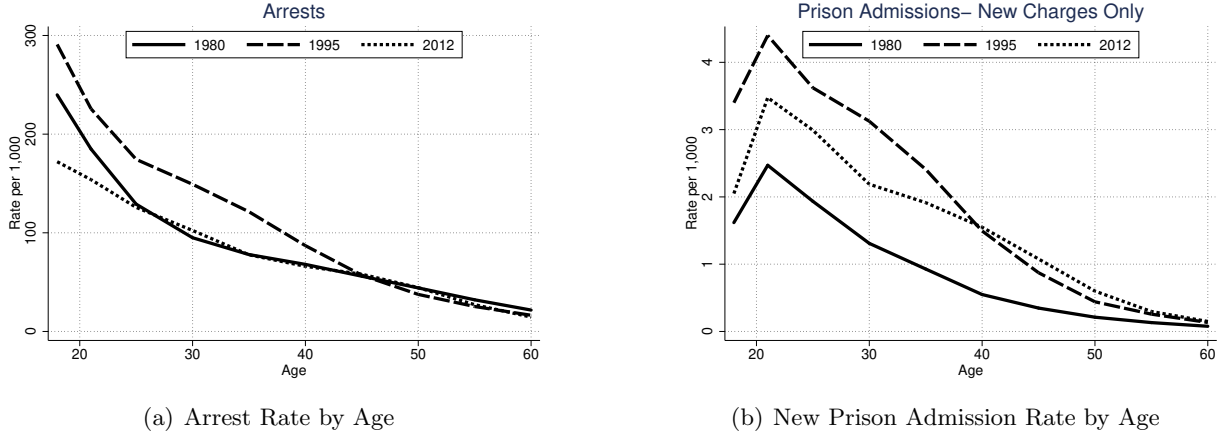 Arrests
1980 1995 2012
Rate per 1,000
300
200
100
0
20 30 40 50 60
Age
(a) Arrest Rate by Age
Prison Admissions− New Charges Only
1980 1995 2012
Rate per 1,000
4
3
2
1
0
20 30 40 50 60
Age
(b) New Prison Admission Rate by Age